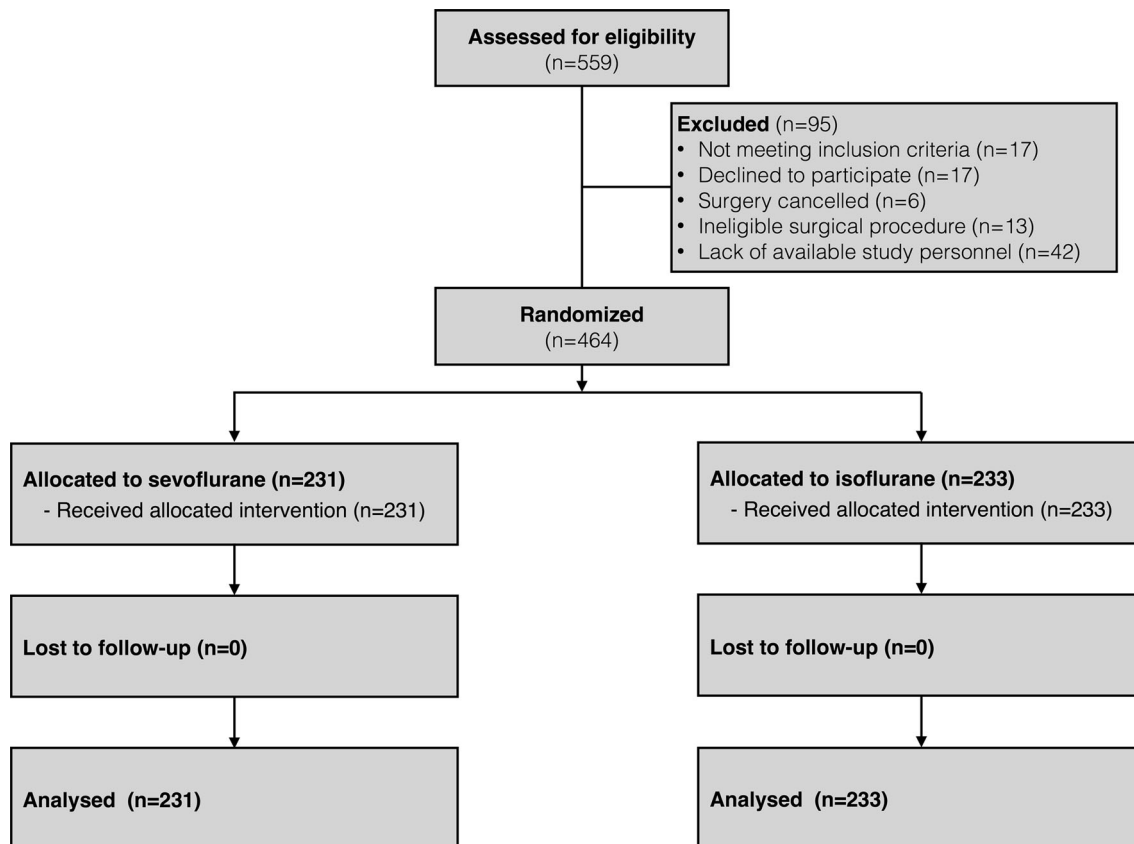 Assessed for eligibility
(n=559)
Excluded (n=95)
• Not meeting inclusion criteria (n=17)
• Declined to participate (n=17)
• Surgery cancelled (n=6)
• Ineligible surgical procedure (n=13)
• Lack of available study personnel (n=42)
Randomized
(n=464)
Allocated to sevoflurane (n=231)
- Received allocated intervention (n=231)
Allocated to isoflurane (n=233)
- Received allocated intervention (n=233)
Lost to follow-up (n=0)
Lost to follow-up (n=0)
Analysed (n=231)
Analysed (n=233)